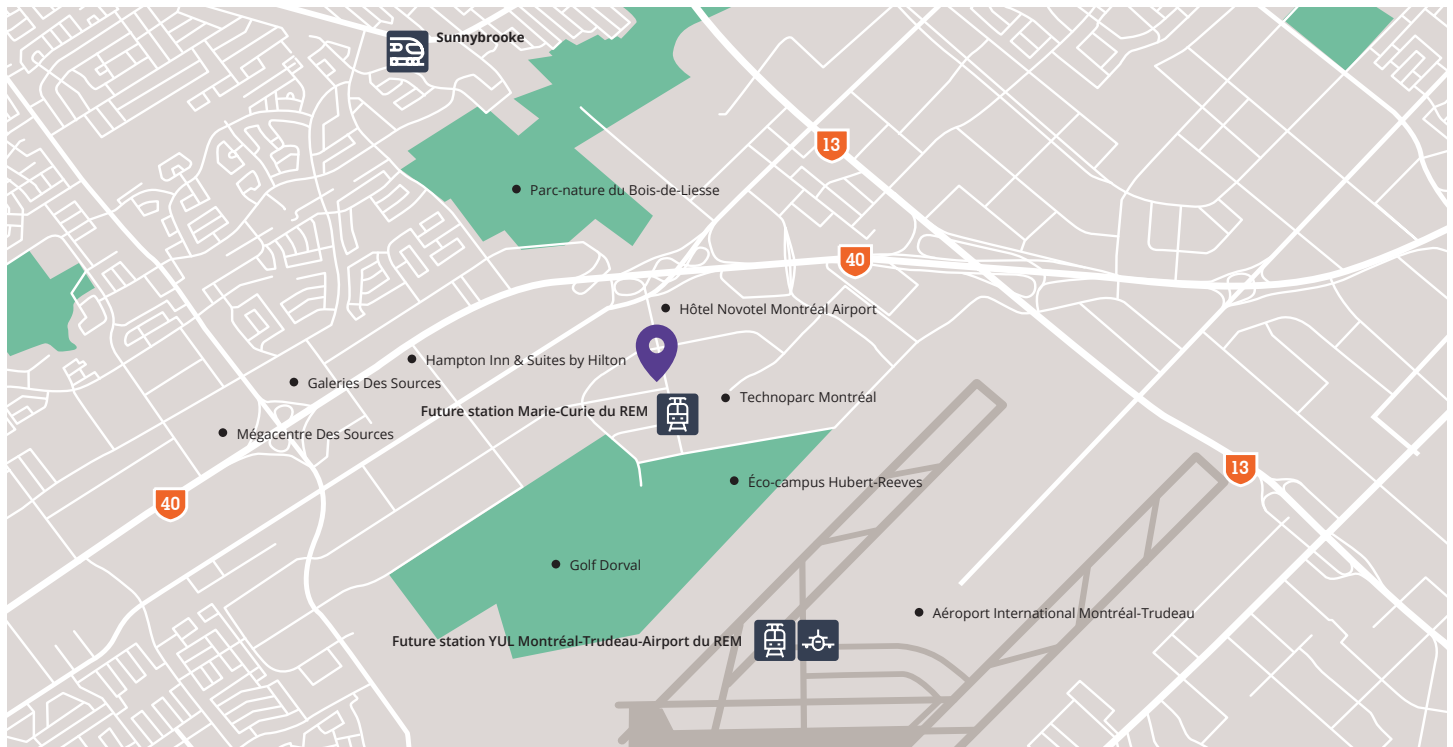 Sunnybrooke
13
Parc-nature du Bois-de-Liesse
40
Hôtel Novotel Montréal Airport
Hampton Inn & Suites by Hilton
Galeries Des Sources
Technoparc Montréal
Future station Marie-Curie du REM
Mégacentre Des Sources
13
Éco-campus Hubert-Reeves
40
Golf Dorval
Aéroport International Montréal-Trudeau
Future station YUL Montréal-Trudeau-Airport du REM